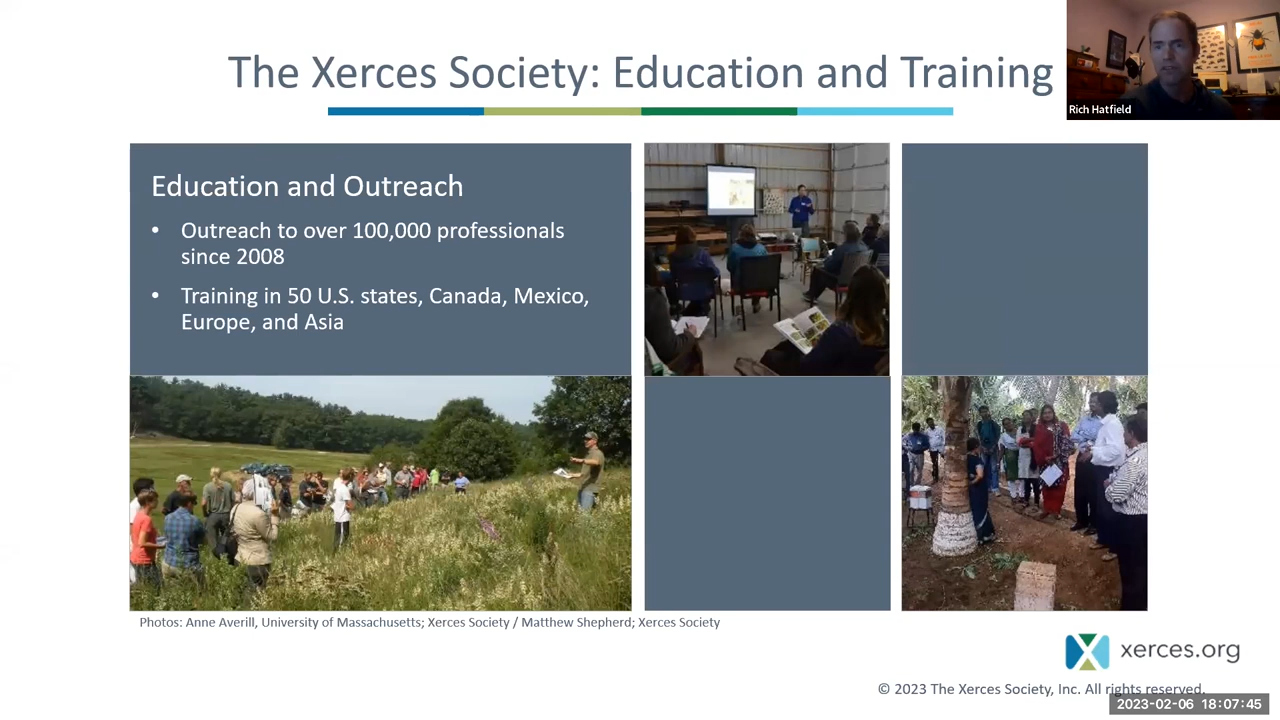 The Xerces Society: Education and Training
Rich Hatfield
Education and Outreach
• Outreach to over 100,000 professionals
since 2008
• Training in 50 U.S. states, Canada, Mexico,
Europe, and Asia
Photos: Anne Averill, University of Massachusetts; Xerces Society / Matthew Shepherd; Xerces Society
xerces.org
© 2023 The Xerces Society, Inc. All rights reserved.
2023-02-06 18:07:45